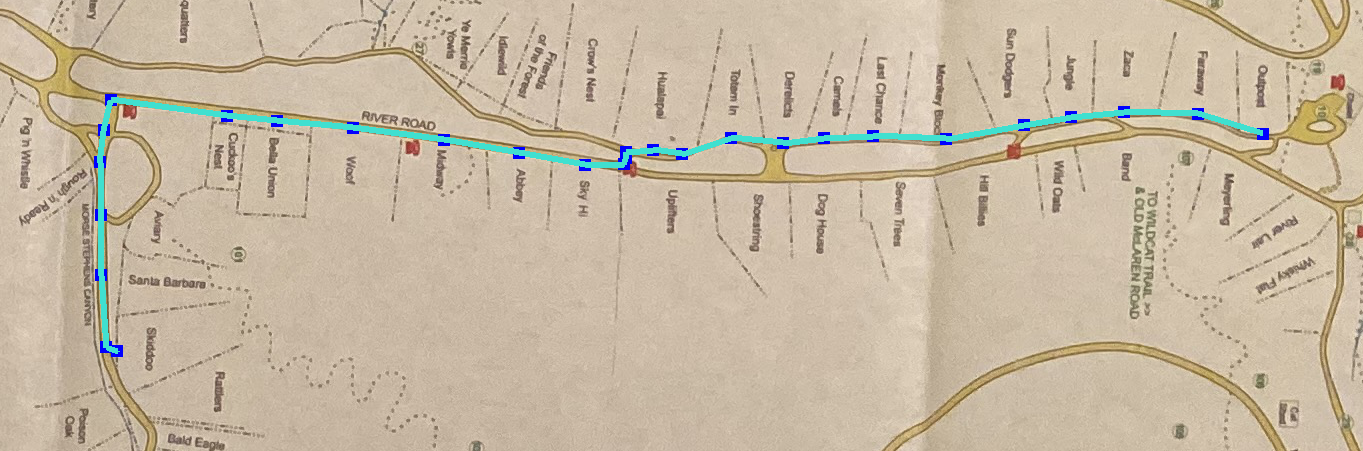 Ye Merrie
Yowls
Idlewild
Friends
of the Forest
Crow's Nest
Hualapai
Totem In
Derelicts
Camels
Last Chance
Monkey Block
Sun Dodgers
Jungle
Zaca
Faraway
Outpost
RIVER ROAD
Pig 'n Whistle
Rough 'n Ready
Cuckoo's
Nest
Bella Union
Woof
Midway
Abbey
Sky Hi
Uplifters
Shoestring
Dog House
Seven Trees
Hill Billies
Wild Oats
Band
Meyerling
River Lair
Whisky Flat
TO WILDCAT TRAIL >>
& OLD McLAREN ROAD
MORSE STEPHENS CANYON
Aviary
101
Santa Barbara
Skiddoo
Rattlers
Poison
Oak
Bald Eagle